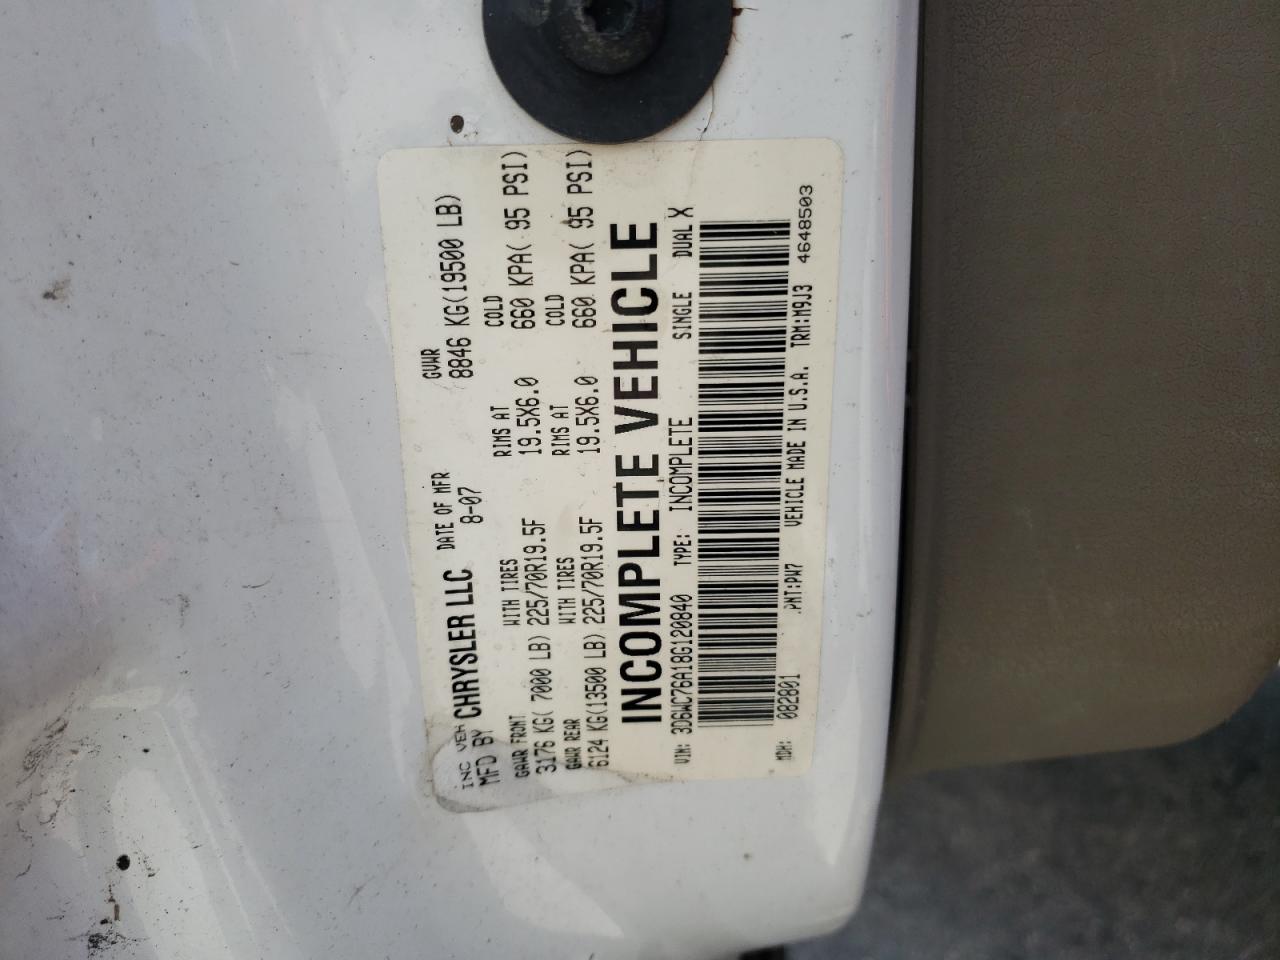 INC VEH
MFD BY CHRYSLER LLC DATE OF MFR 8-07 GVWR 8846 KG(19500 LB)
GAWR FRONT WITH TIRES RIMS AT COLD
3176 KG( 7000 LB) 225/70R19.5F 19.5X6.0 660 KPA( 95 PSI)
GAWR REAR WITH TIRES RIMS AT COLD
6124 KG(13500 LB) 225/70R19.5F 19.5X6.0 660 KPA( 95 PSI)
INCOMPLETE VEHICLE
VIN: 3D6WC76A18G120840 TYPE: INCOMPLETE SINGLE DUAL X
MDH: 082801 PNT:PW7 VEHICLE MADE IN U.S.A. TRM:M9J3 4648503